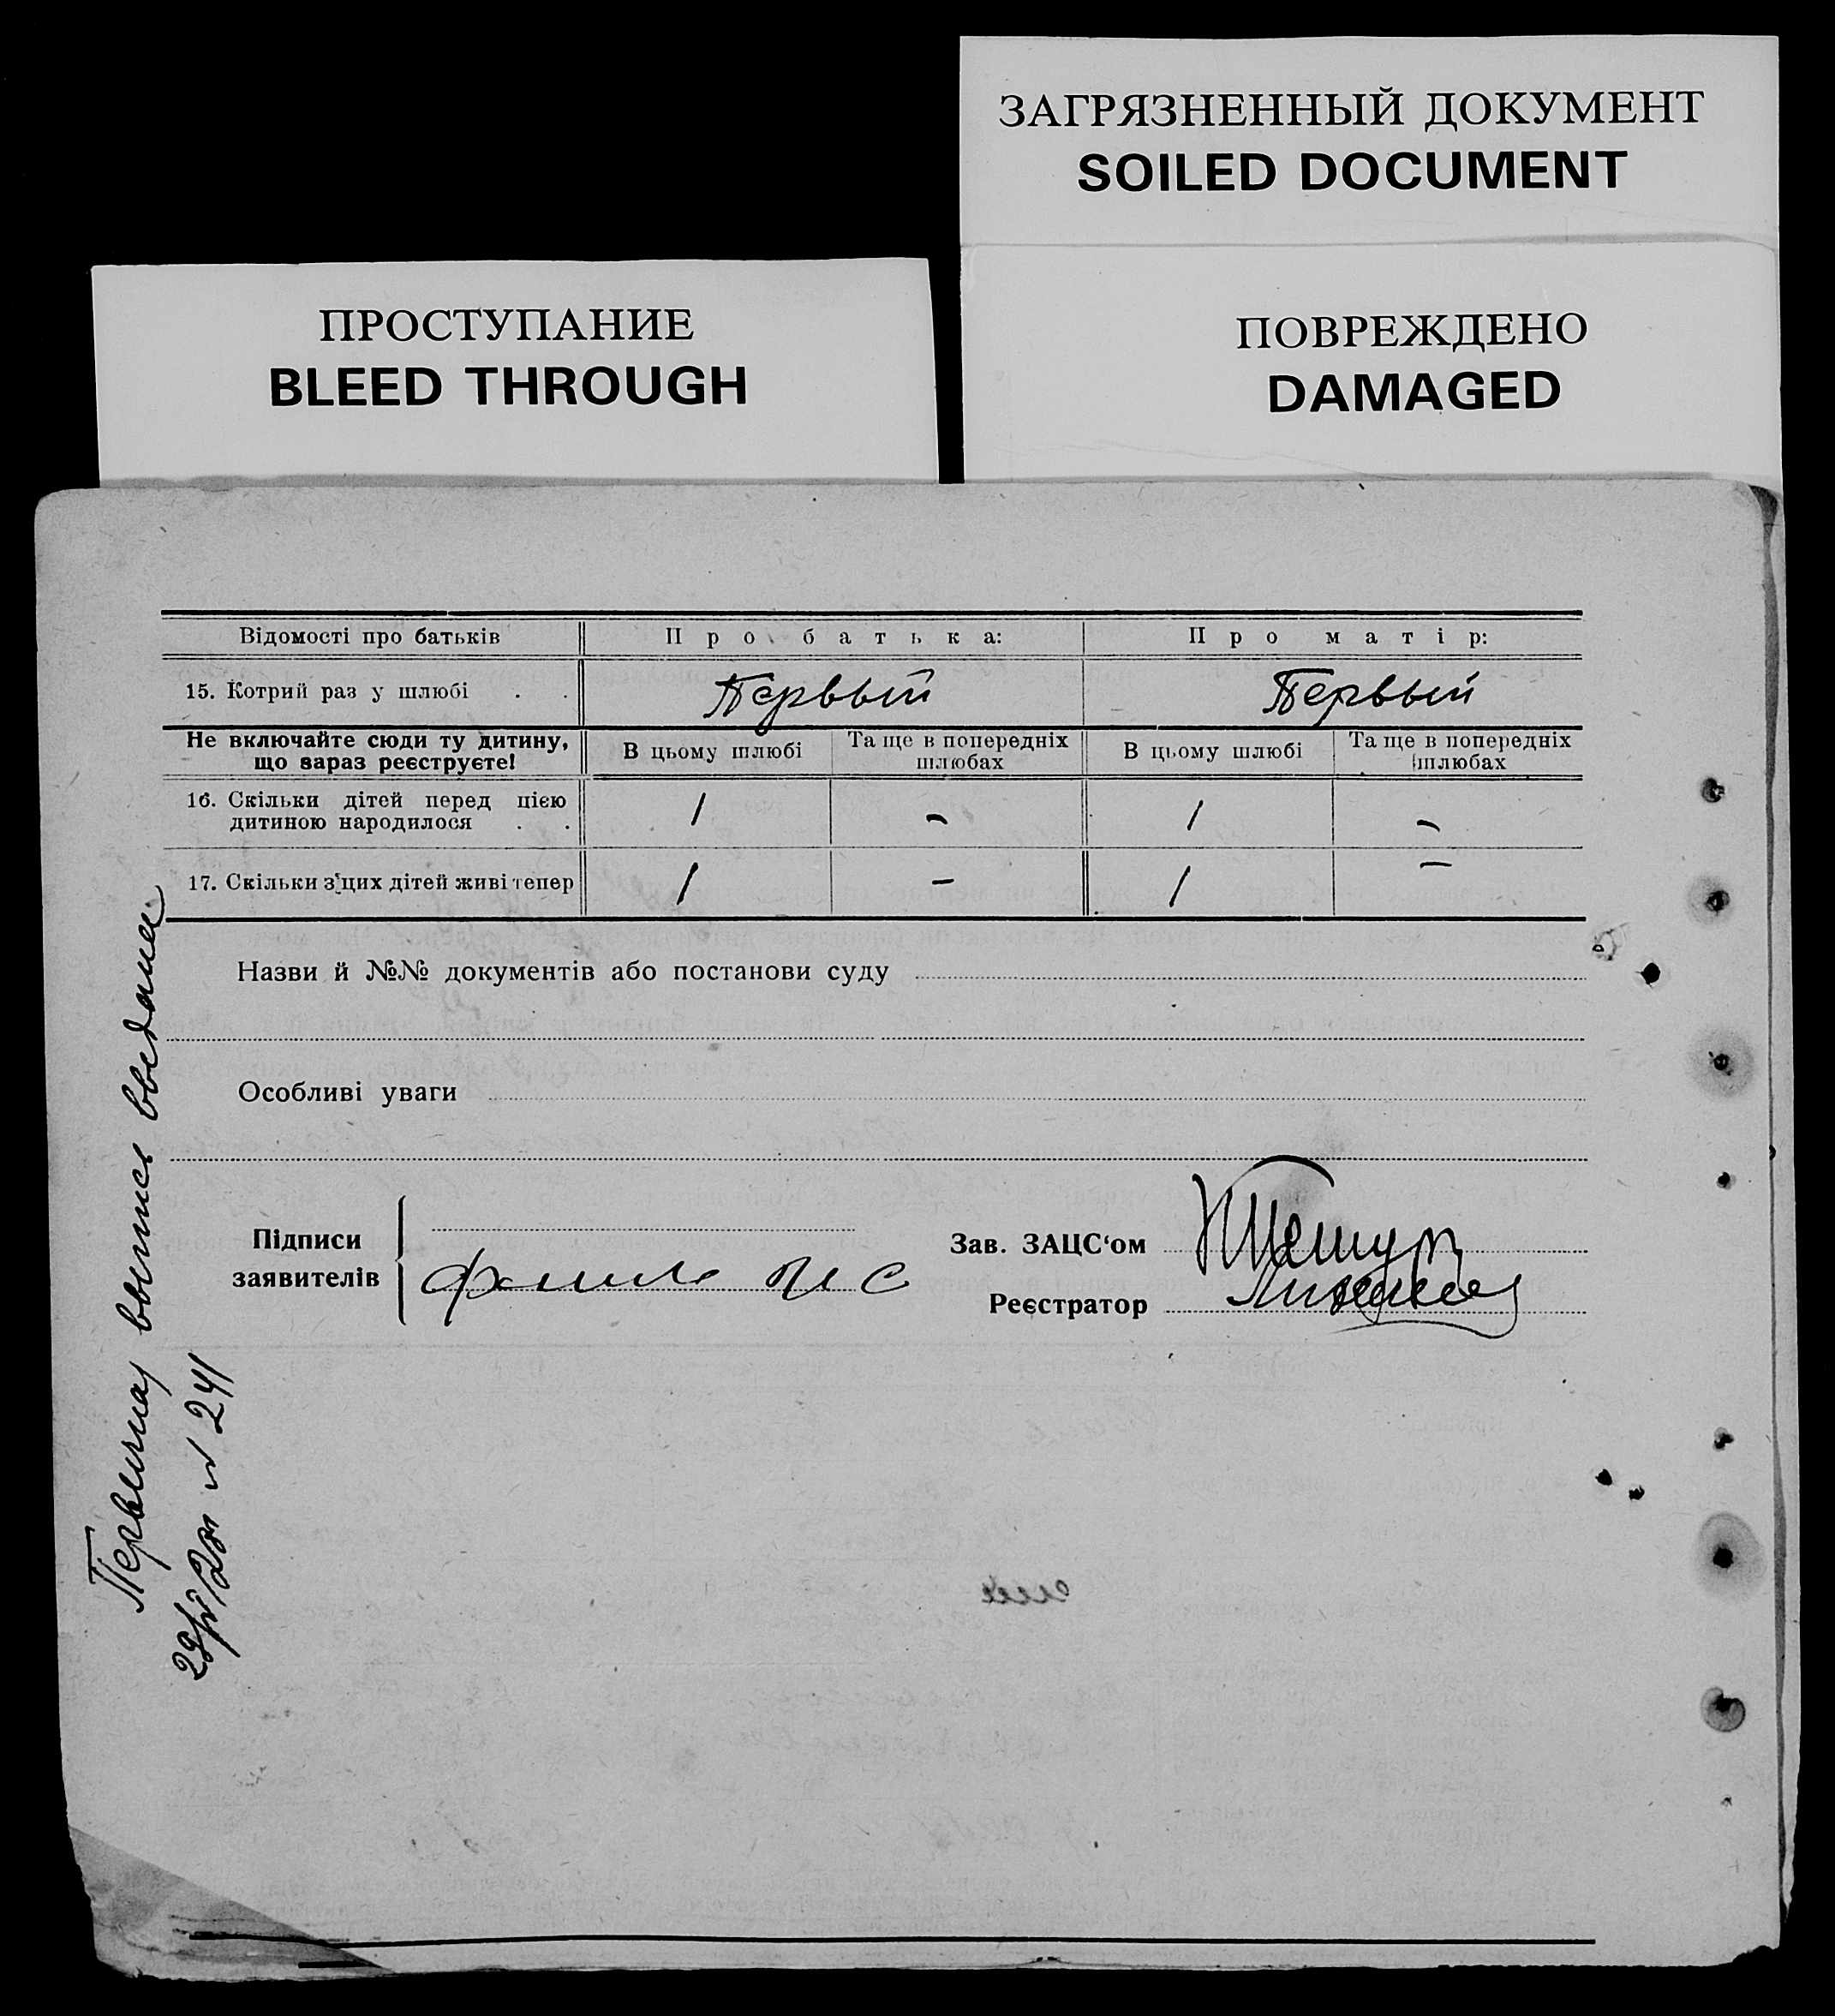 ЗАГРЯЗНЕННЫЙ ДОКУМЕНТ
SOILED DOCUMENT
ПРОСТУПАНИЕ
BLEED THROUGH
ПОВРЕЖДЕНО
DAMAGED
Відомості про батьків Про батька: Про матір:
15. Котрий раз у шлюбі . . Первый Первый
Не включайте сюди ту дитину,
що зараз реєструєте!
В цьому шлюбі
Та ще в попередніх
шлюбах
В цьому шлюбі
Та ще в попередніх
шлюбах
16. Скільки дітей перед цією
дитиною народилося . . 1 – 1 –
17. Скільки з'цих дітей живі тепер 1 – 1 –
Назви й №№ документів або постанови суду
Особливі уваги
Підписи
заявителів
Зав. ЗАЦС‘ом
Реєстратор
Первичная выпись выдана
№ 241